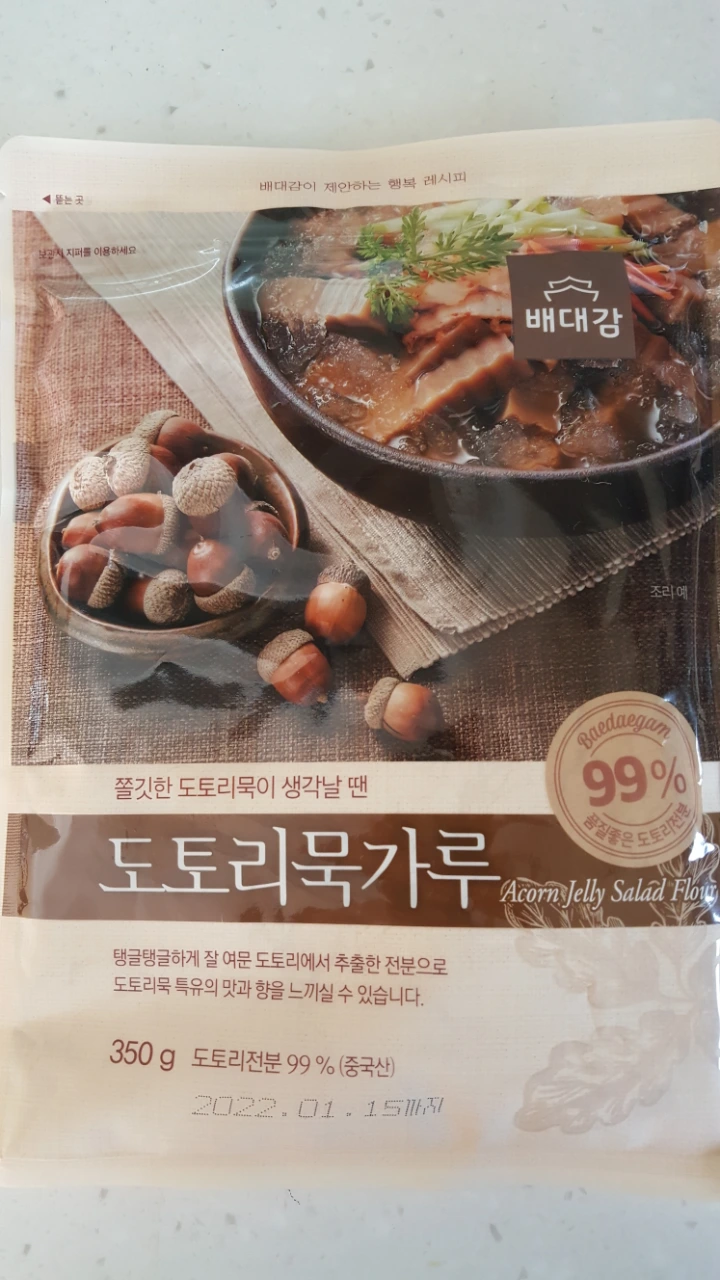 배대감이 제안하는 행복 레시피
◀ 뜯는 곳
보관시 지퍼를 이용하세요
배대감
조리 예
Baedaegam
99%
품질좋은 도토리전분
쫄깃한 도토리묵이 생각날 땐
도토리묵가루
Acorn Jelly Salad Flour
탱글탱글하게 잘 여문 도토리에서 추출한 전분으로
도토리묵 특유의 맛과 향을 느끼실 수 있습니다.
350 g 도토리전분 99 % (중국산)
2022.01.15까지